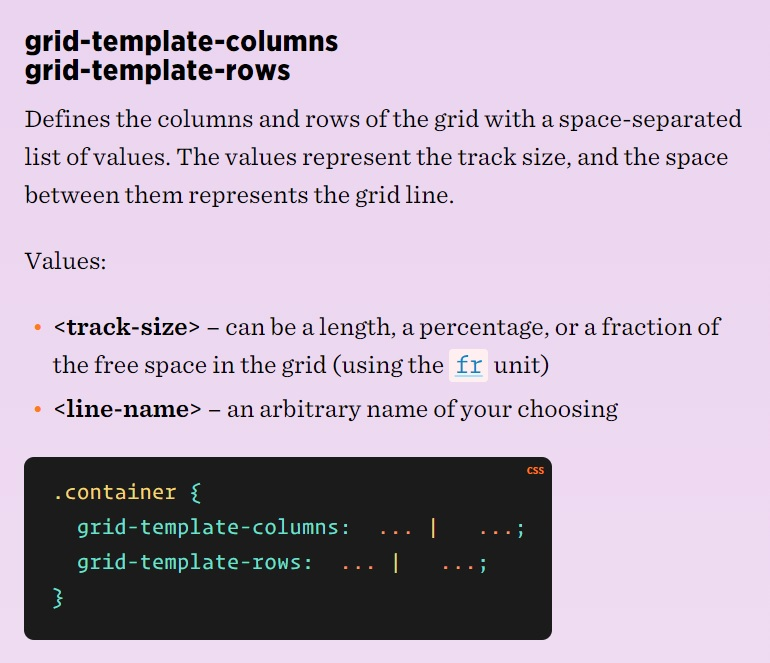 grid-template-columns
grid-template-rows
Defines the columns and rows of the grid with a space-separated
list of values. The values represent the track size, and the space
between them represents the grid line.
Values:
• <track-size> – can be a length, a percentage, or a fraction of
the free space in the grid (using the fr unit)
• <line-name> – an arbitrary name of your choosing
CSS
.container {
  grid-template-columns:  ... |   ...;
  grid-template-rows:  ... |   ...;
}